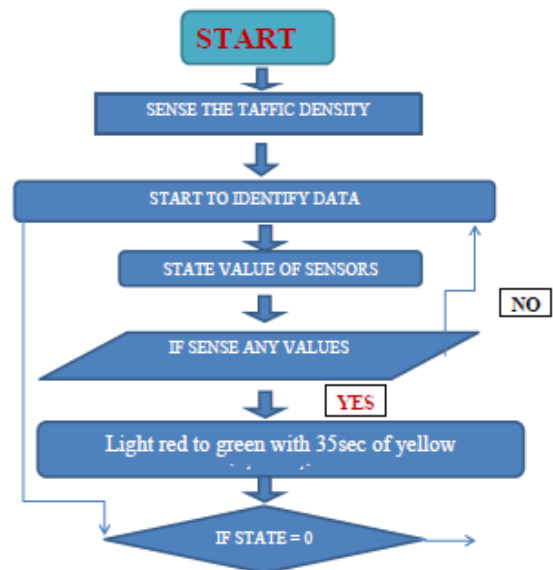 START
SENSE THE TAFFIC DENSITY
START TO IDENTIFY DATA
STATE VALUE OF SENSORS
NO
IF SENSE ANY VALUES
YES
Light red to green with 35sec of yellow
IF STATE = 0